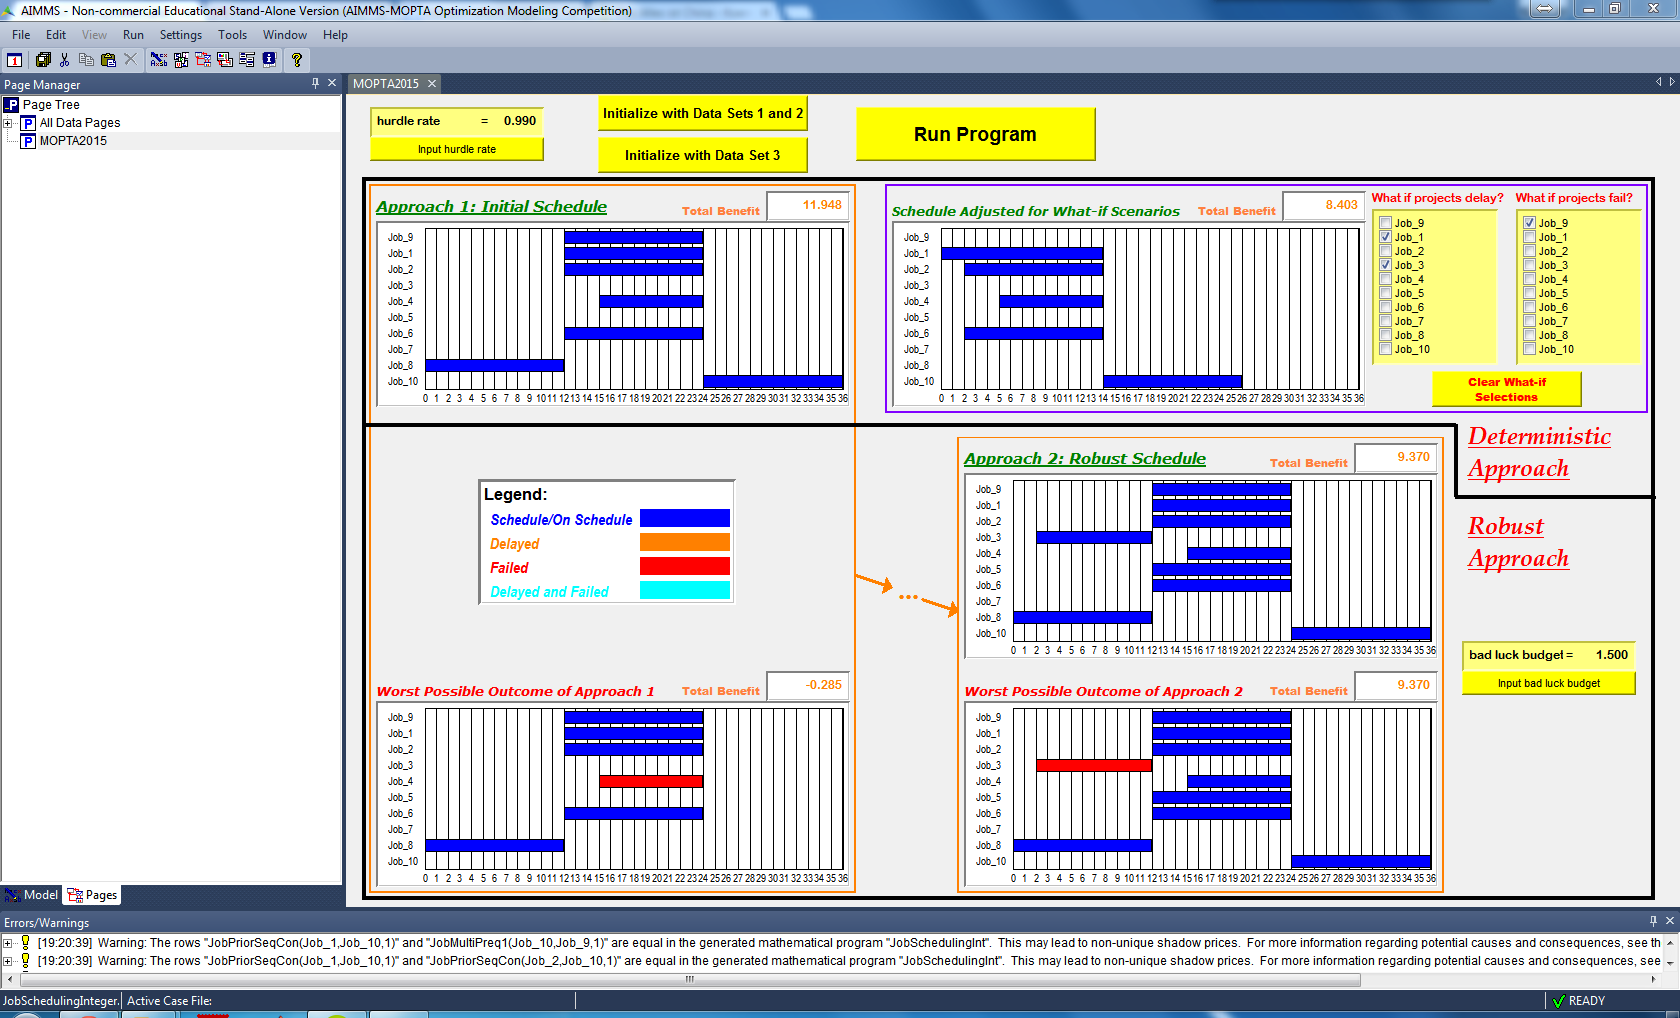 AIMMS - Non-commercial Educational Stand-Alone Version (AIMMS-MOPTA Optimization Modeling Competition)
File Edit View Run Settings Tools Window Help
Page Manager
Page Tree
All Data Pages
MOPTA2015
MOPTA2015
hurdle rate = 0.990
Input hurdle rate
Initialize with Data Sets 1 and 2
Initialize with Data Set 3
Run Program
Approach 1: Initial Schedule Total Benefit 11.948
Job_9
Job_1
Job_2
Job_3
Job_4
Job_5
Job_6
Job_7
Job_8
Job_10
0 1 2 3 4 5 6 7 8 9 10 11 12 13 14 15 16 17 18 19 20 21 22 23 24 25 26 27 28 29 30 31 32 33 34 35 36
Schedule Adjusted for What-if Scenarios Total Benefit 8.403
Job_9
Job_1
Job_2
Job_3
Job_4
Job_5
Job_6
Job_7
Job_8
Job_10
0 1 2 3 4 5 6 7 8 9 10 11 12 13 14 15 16 17 18 19 20 21 22 23 24 25 26 27 28 29 30 31 32 33 34 35 36
What if projects delay?
Job_9
Job_1
Job_2
Job_3
Job_4
Job_5
Job_6
Job_7
Job_8
Job_10
What if projects fail?
Job_9
Job_1
Job_2
Job_3
Job_4
Job_5
Job_6
Job_7
Job_8
Job_10
Clear What-if
Selections
Deterministic
Approach
Legend:
Schedule/On Schedule
Delayed
Failed
Delayed and Failed
Approach 2: Robust Schedule Total Benefit 9.370
Job_9
Job_1
Job_2
Job_3
Job_4
Job_5
Job_6
Job_7
Job_8
Job_10
0 1 2 3 4 5 6 7 8 9 10 11 12 13 14 15 16 17 18 19 20 21 22 23 24 25 26 27 28 29 30 31 32 33 34 35 36
Robust
Approach
bad luck budget = 1.500
Input bad luck budget
Worst Possible Outcome of Approach 1 Total Benefit -0.285
Job_9
Job_1
Job_2
Job_3
Job_4
Job_5
Job_6
Job_7
Job_8
Job_10
0 1 2 3 4 5 6 7 8 9 10 11 12 13 14 15 16 17 18 19 20 21 22 23 24 25 26 27 28 29 30 31 32 33 34 35 36
Worst Possible Outcome of Approach 2 Total Benefit 9.370
Job_9
Job_1
Job_2
Job_3
Job_4
Job_5
Job_6
Job_7
Job_8
Job_10
0 1 2 3 4 5 6 7 8 9 10 11 12 13 14 15 16 17 18 19 20 21 22 23 24 25 26 27 28 29 30 31 32 33 34 35 36
Model Pages
Errors/Warnings
[19:20:39] Warning: The rows "JobPriorSeqCon(Job_1,Job_10,1)" and "JobMultiPreq1(Job_10,Job_9,1)" are equal in the generated mathematical program "JobSchedulingInt". This may lead to non-unique shadow prices. For more information regarding potential causes and consequences, see th
[19:20:39] Warning: The rows "JobPriorSeqCon(Job_1,Job_10,1)" and "JobPriorSeqCon(Job_2,Job_10,1)" are equal in the generated mathematical program "JobSchedulingInt". This may lead to non-unique shadow prices. For more information regarding potential causes and consequences, see
JobSchedulingInteger. Active Case File: READY